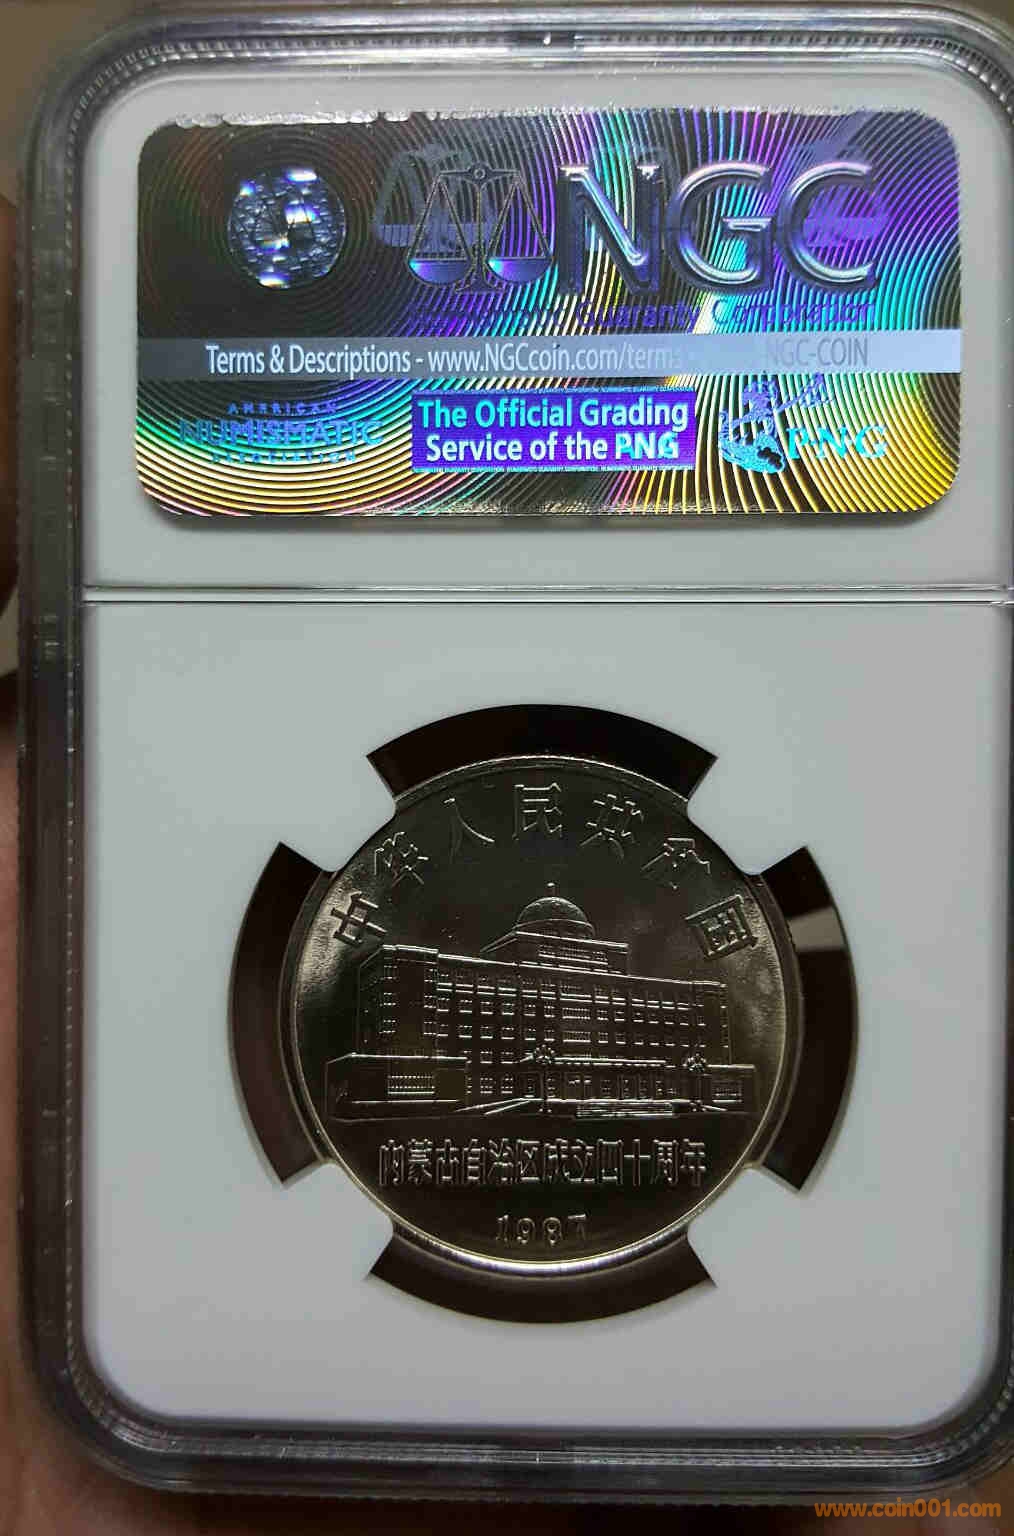 NGC
Guaranty Corporation
Terms & Descriptions - www.NGCcoin.com/term
NGC-COIN
AMERICAN
NUMISMATIC
ASSOCIATION
The Official Grading
Service of the PNG
PNG
中华人民共和国
内蒙古自治区成立四十周年
1987
www.coin001.com